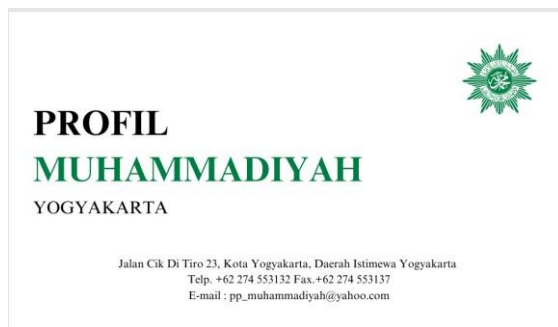 PROFIL
MUHAMMADIYAH
YOGYAKARTA
Jalan Cik Di Tiro 23, Kota Yogyakarta, Daerah Istimewa Yogyakarta
Telp. +62 274 553132 Fax.+62 274 553137
E-mail : pp_muhammadiyah@yahoo.com